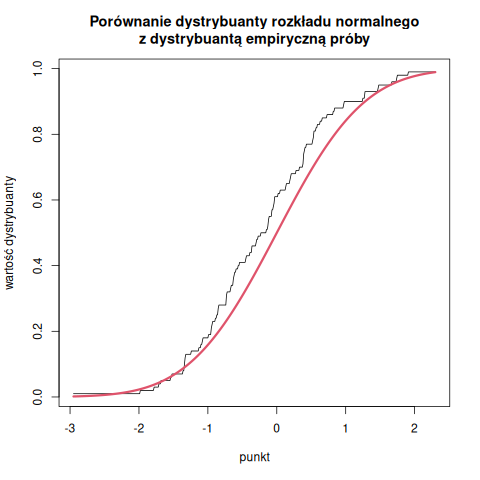 Porównanie dystrybuanty rozkładu normalnego
z dystrybuantą empiryczną próby
wartość dystrybuanty
1.0
0.8
0.6
0.4
0.2
0.0
-3 -2 -1 0 1 2
punkt